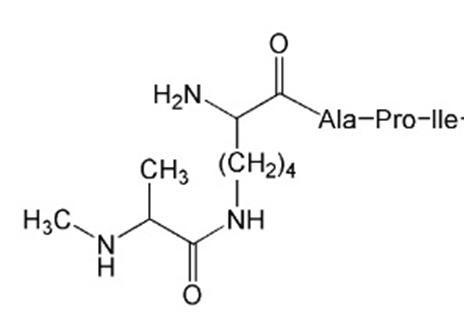 O
H₂N
Ala–Pro–Ile-
CH₃
(CH₂)₄
H₃C
NH
N
H
O